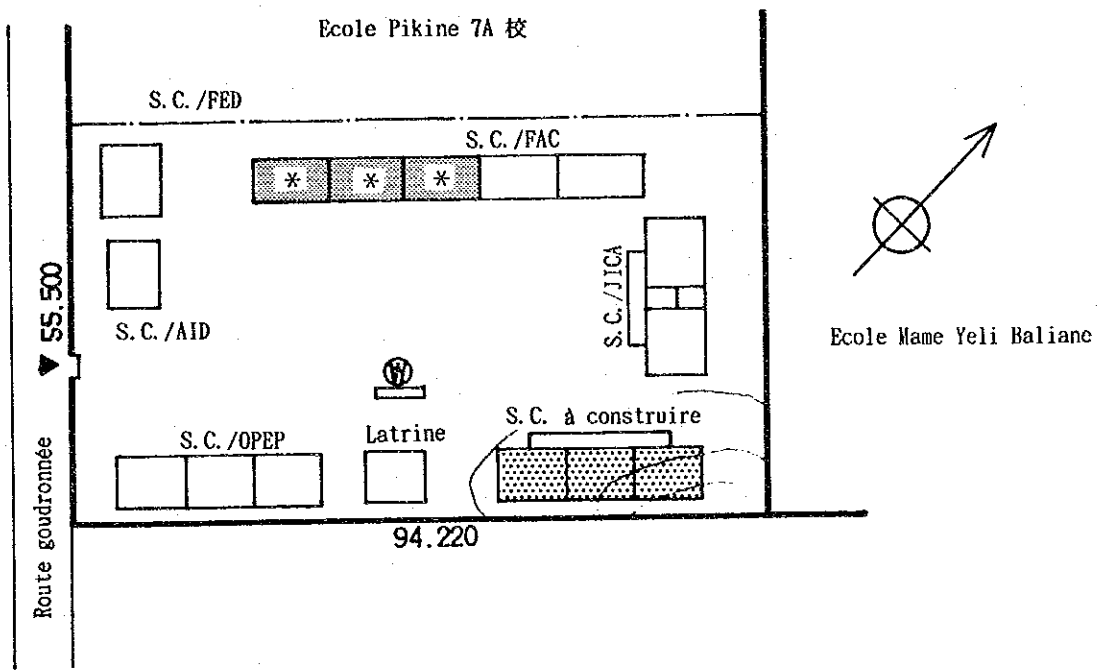 Ecole Pikine 7A 校
S.C./FED
S.C./FAC
* * *
S.C./JICA
55.500
S.C./AID
Ecole Mame Yeli Baliane
W
S.C./OPEP
Latrine
S.C. à construire
94.220
Route goudronnée